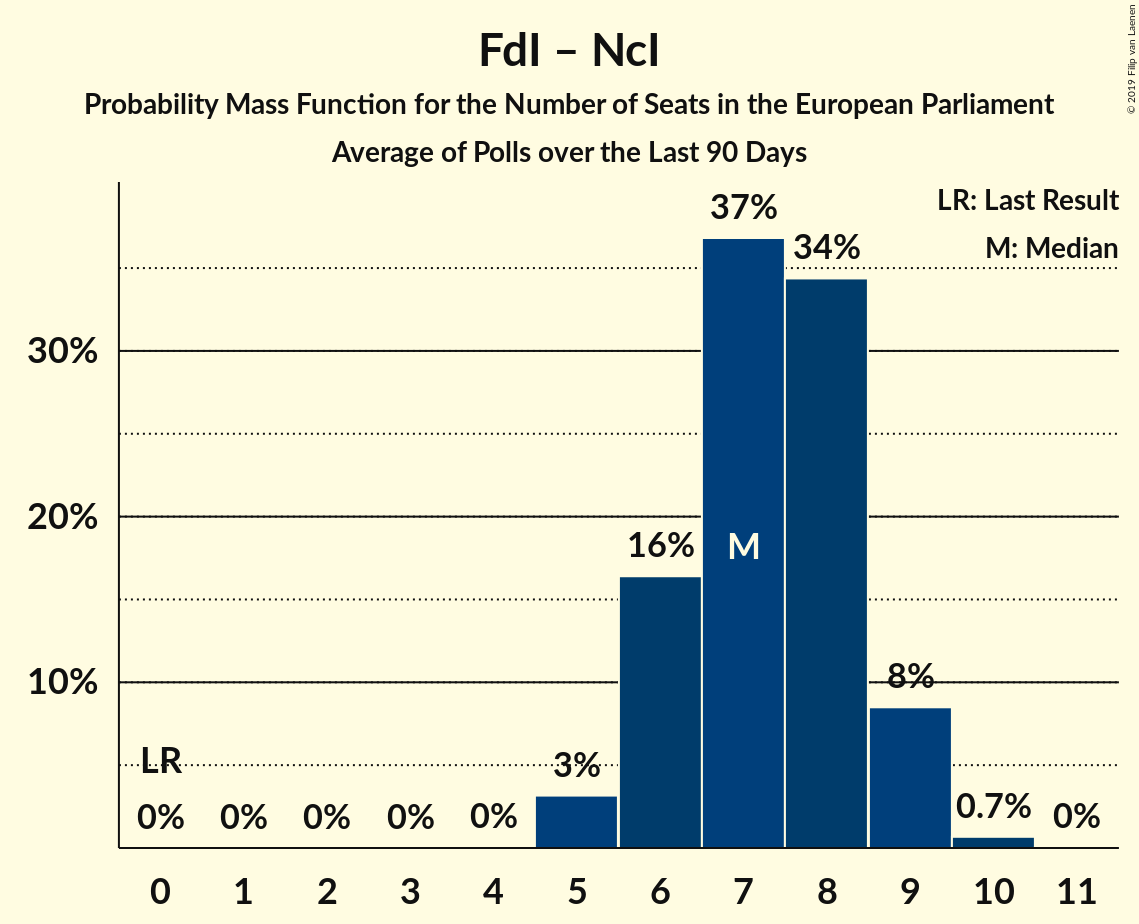 FdI – NcI
Probability Mass Function for the Number of Seats in the European Parliament
Average of Polls over the Last 90 Days
© 2019 Filip van Laenen
LR: Last Result
M: Median
30%
20%
10%
LR
0%
0%
0%
0%
0%
3%
16%
37%
M
34%
8%
0.7%
0%
0 1 2 3 4 5 6 7 8 9 10 11